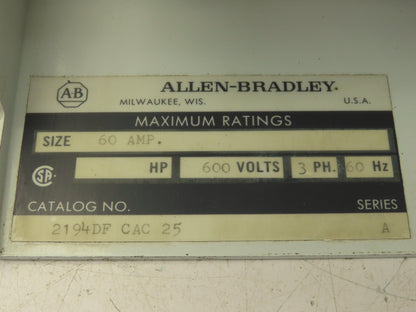 A-B ALLEN-BRADLEY
MILWAUKEE, WIS. U.S.A.
MAXIMUM RATINGS
SIZE 60 AMP.
SA HP 600 VOLTS 3 PH. 60 Hz
CATALOG NO. SERIES
2194DF CAC 25 A